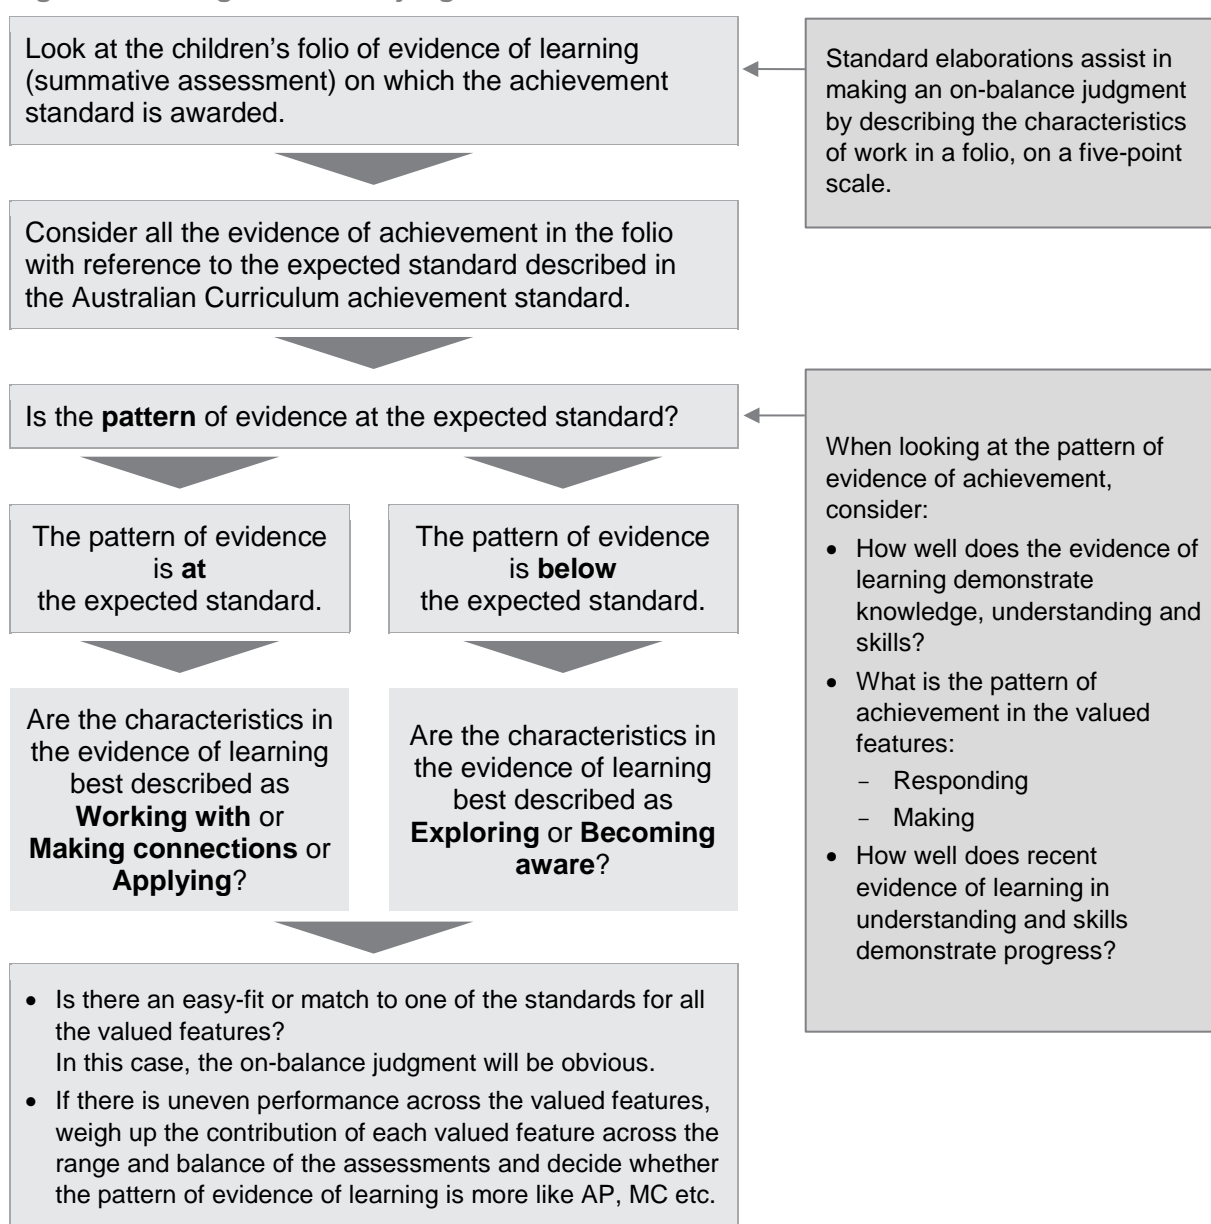 Look at the children’s folio of evidence of learning
(summative assessment) on which the achievement
standard is awarded.
Standard elaborations assist in
making an on-balance judgment
by describing the characteristics
of work in a folio, on a five-point
scale.
Consider all the evidence of achievement in the folio
with reference to the expected standard described in
the Australian Curriculum achievement standard.
Is the pattern of evidence at the expected standard?
When looking at the pattern of
evidence of achievement,
consider:
• How well does the evidence of
learning demonstrate
knowledge, understanding and
skills?
• What is the pattern of
achievement in the valued
features:
− Responding
− Making
• How well does recent
evidence of learning in
understanding and skills
demonstrate progress?
The pattern of evidence
is at
the expected standard.
The pattern of evidence
is below
the expected standard.
Are the characteristics in
the evidence of learning
best described as
Working with or
Making connections or
Applying?
Are the characteristics in
the evidence of learning
best described as
Exploring or Becoming
aware?
• Is there an easy-fit or match to one of the standards for all
the valued features?
In this case, the on-balance judgment will be obvious.
• If there is uneven performance across the valued features,
weigh up the contribution of each valued feature across the
range and balance of the assessments and decide whether
the pattern of evidence of learning is more like AP, MC etc.